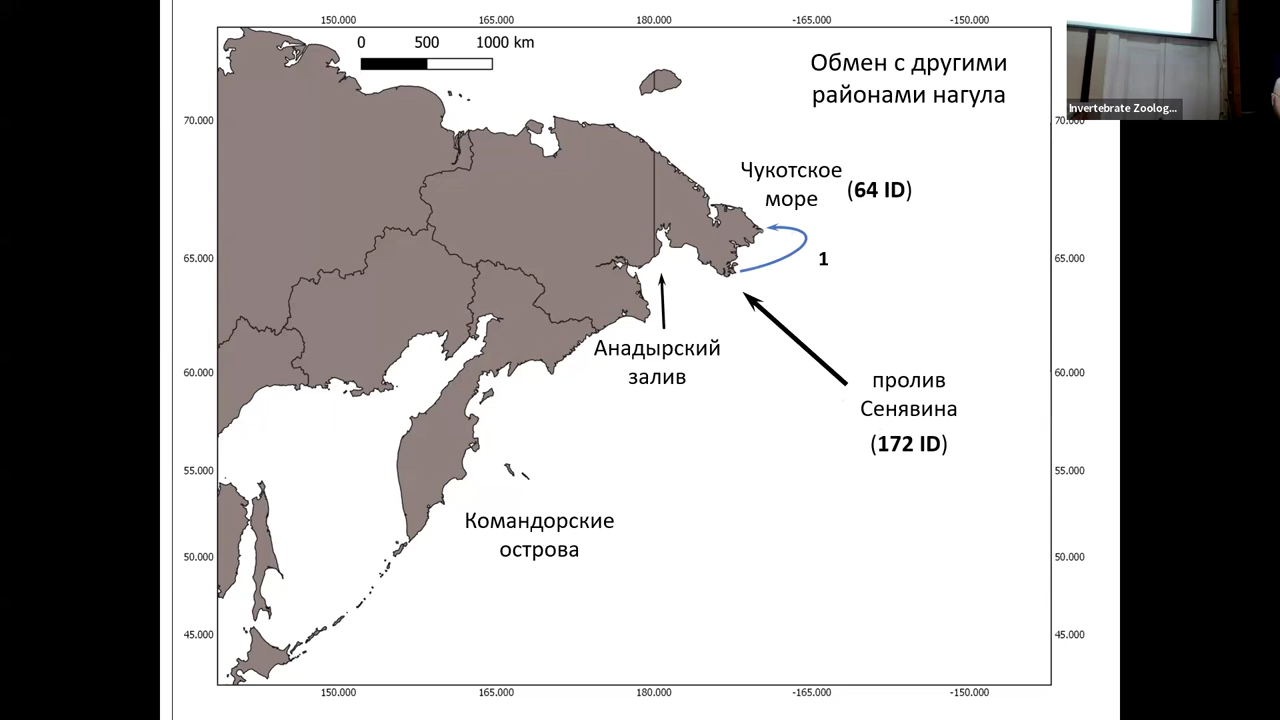 150.000
165.000
180.000
-165.000
-150.000
0
500
1000 km
Обмен с другими
районами нагула
Invertebrate Zoolog...
70.000
70.000
Чукотское
море
(64 ID)
65.000
1
65.000
Анадырский
залив
60.000
60.000
пролив
Сенявина
(172 ID)
55.000
55.000
Командорские
острова
50.000
50.000
45.000
45.000
150.000
165.000
180.000
-165.000
-150.000